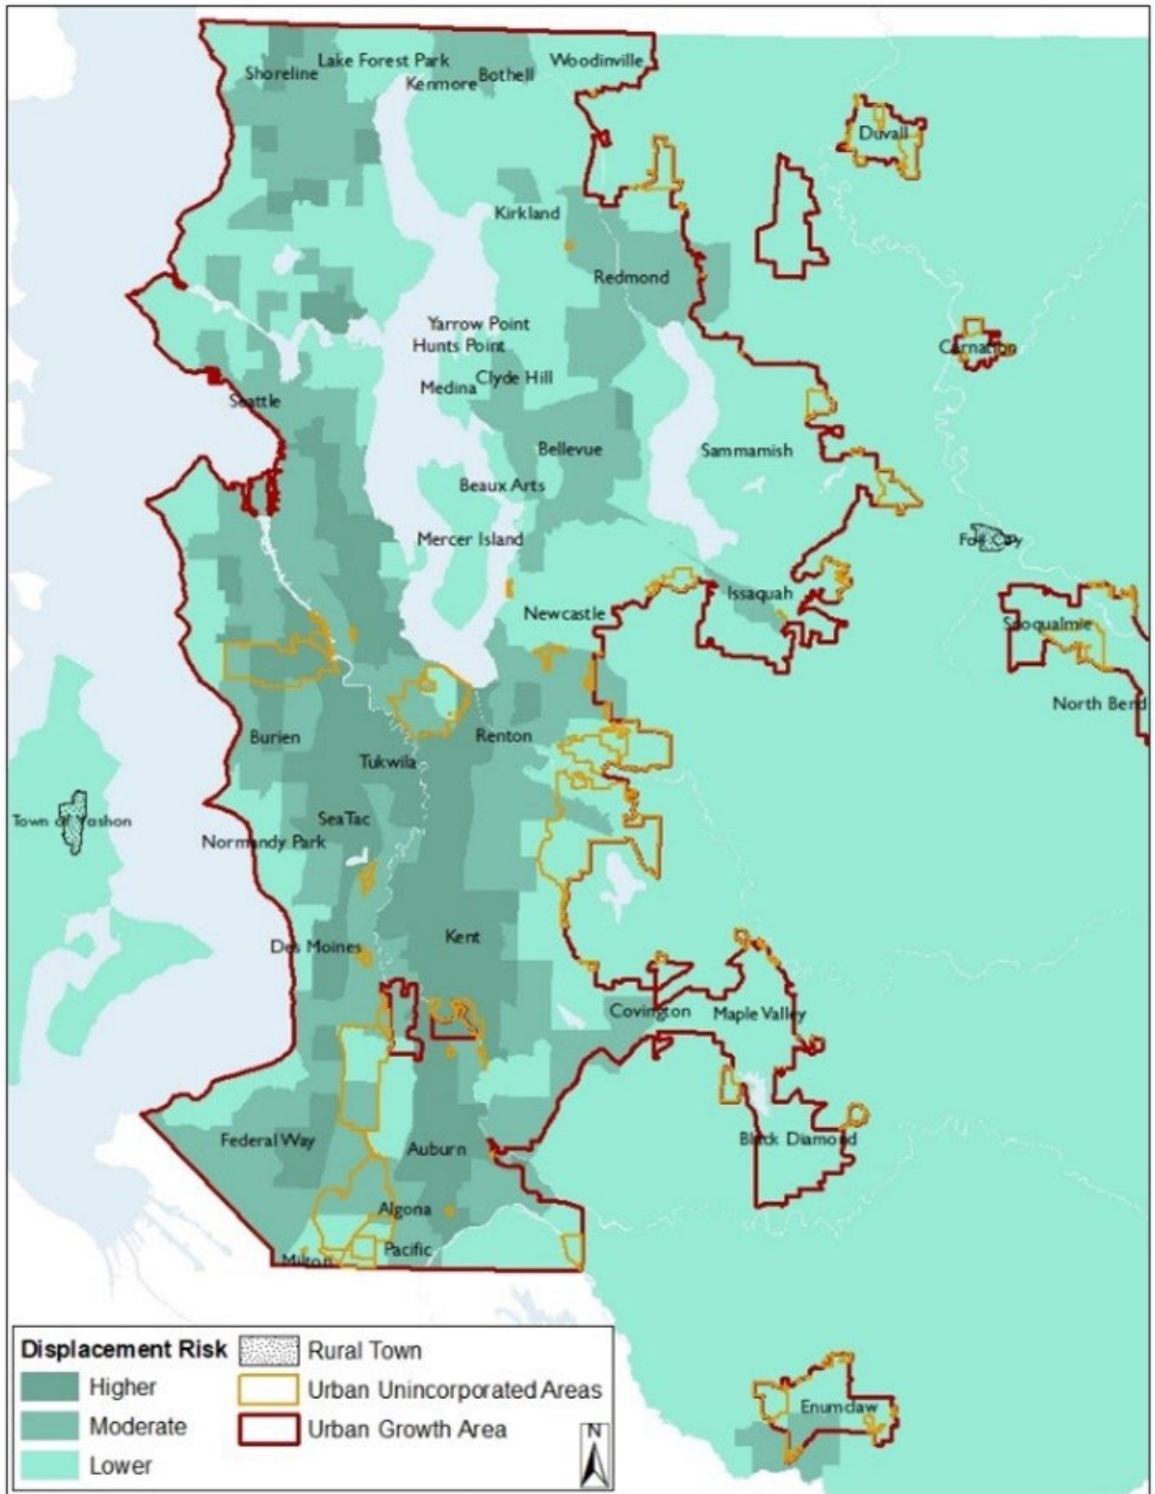 Lake Forest Park
Woodinville
Shoreline
Bothell
Kenmore
Duvall
Kirkland
Redmond
Yarrow Point
Hunts Point
Carnation
Clyde Hill
Medina
Seattle
Bellevue
Sammamish
Beaux Arts
Mercer Island
Fall City
Issaquah
Newcastle
Snoqualmie
North Bend
Burien
Renton
Tukwila
SeaTac
Town of Vashon
Normandy Park
Kent
Des Moines
Covington
Maple Valley
Federal Way
Black Diamond
Auburn
Algona
Pacific
Milton
Displacement Risk
Higher
Moderate
Lower
Rural Town
Urban Unincorporated Areas
Urban Growth Area
N
Enumclaw